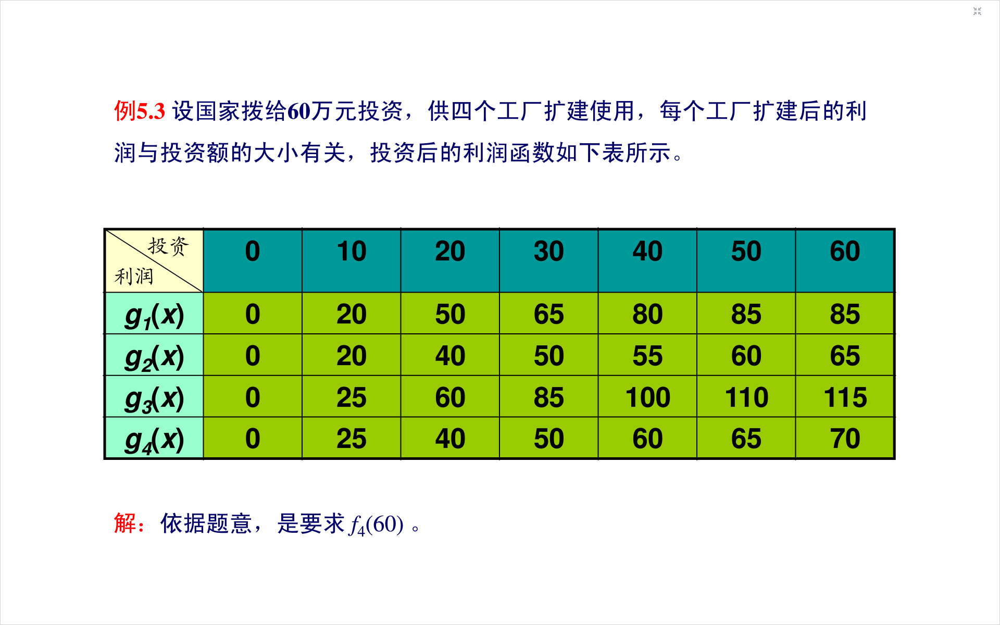 例5.3 设国家拨给60万元投资，供四个工厂扩建使用，每个工厂扩建后的利
润与投资额的大小有关，投资后的利润函数如下表所示。
投资 0 10 20 30 40 50 60
利润
g1(x) 0 20 50 65 80 85 85
g2(x) 0 20 40 50 55 60 65
g3(x) 0 25 60 85 100 110 115
g4(x) 0 25 40 50 60 65 70
解：依据题意，是要求 f4(60) 。